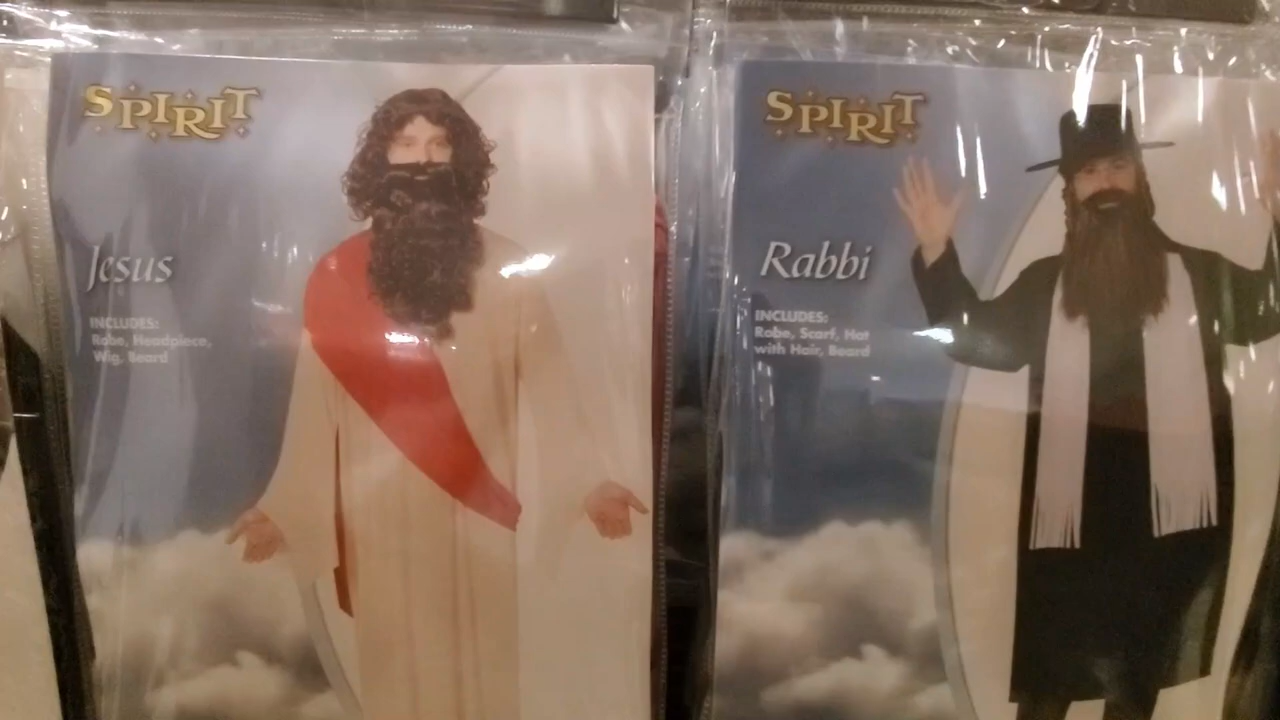 SPIRIT
Jesus
INCLUDES:
Robe, Headpiece,
Wig, Beard
SPIRIT
Rabbi
INCLUDES:
Robe, Scarf, Hat
with Hair, Beard